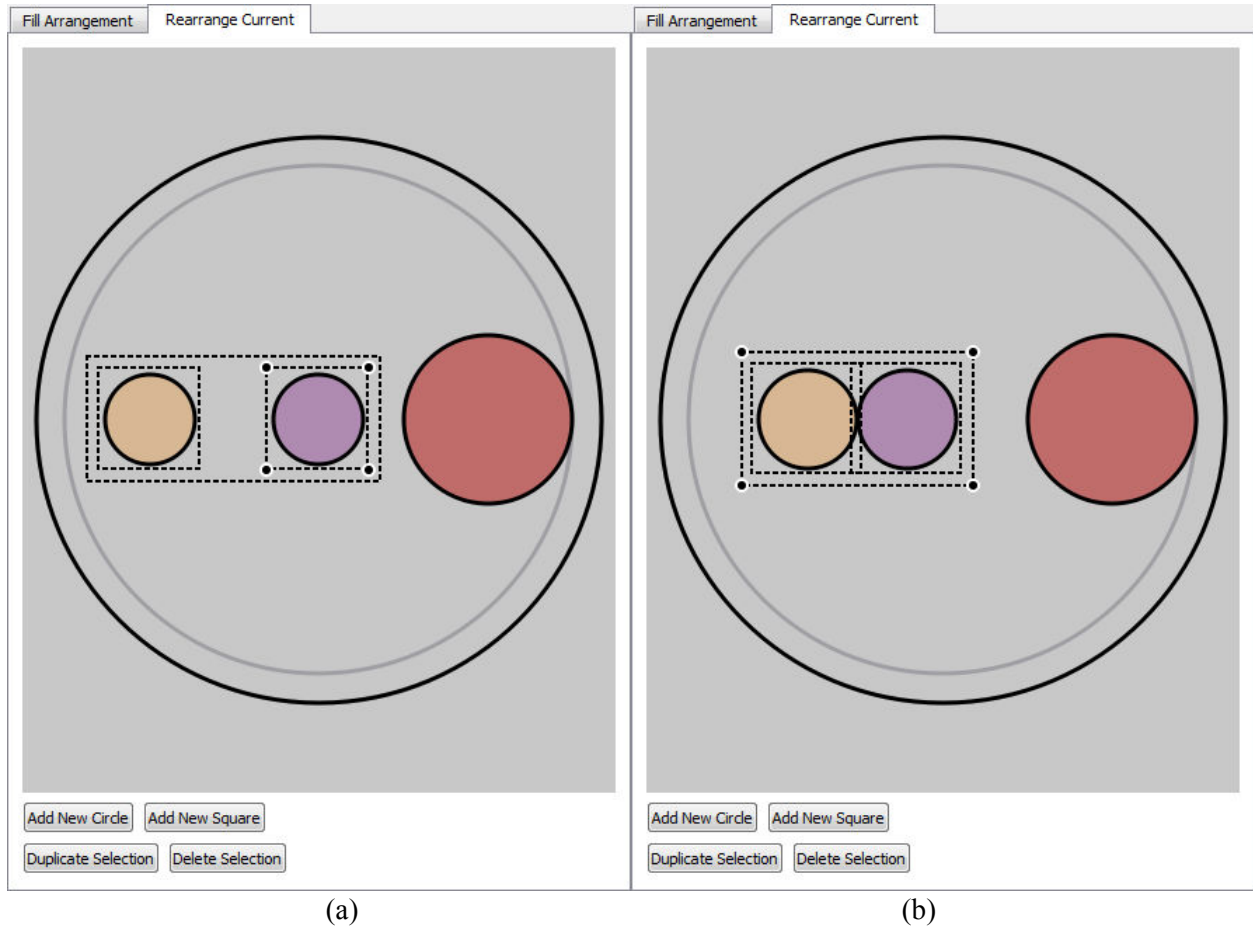 Fill Arrangement Rearrange Current Fill Arrangement Rearrange Current
Add New Circle Add New Square Add New Circle Add New Square
Duplicate Selection Delete Selection Duplicate Selection Delete Selection
(a) (b)